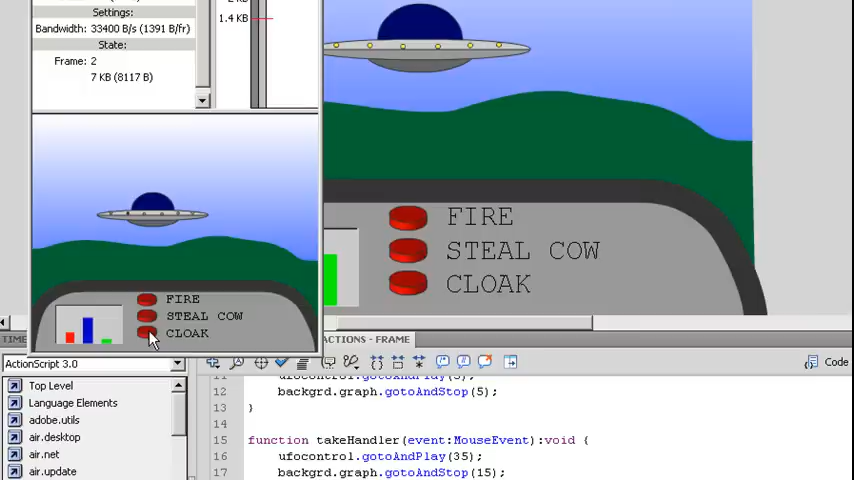 Settings:
Bandwidth: 33400 B/s (1391 B/fr)
State:
Frame: 2
7 KB (8117 B)
1.4 KB
FIRE
STEAL COW
CLOAK
FIRE
STEAL COW
CLOAK
ACTIONS - FRAME
ActionScript 3.0
Top Level
Language Elements
adobe.utils
air.desktop
air.net
air.update
Code
12 backgrd.graph.gotoAndStop(5);
13 }
14
15 function takeHandler(event:MouseEvent):void {
16 ufocontrol.gotoAndPlay(35);
17 backgrd.graph.gotoAndStop(15);